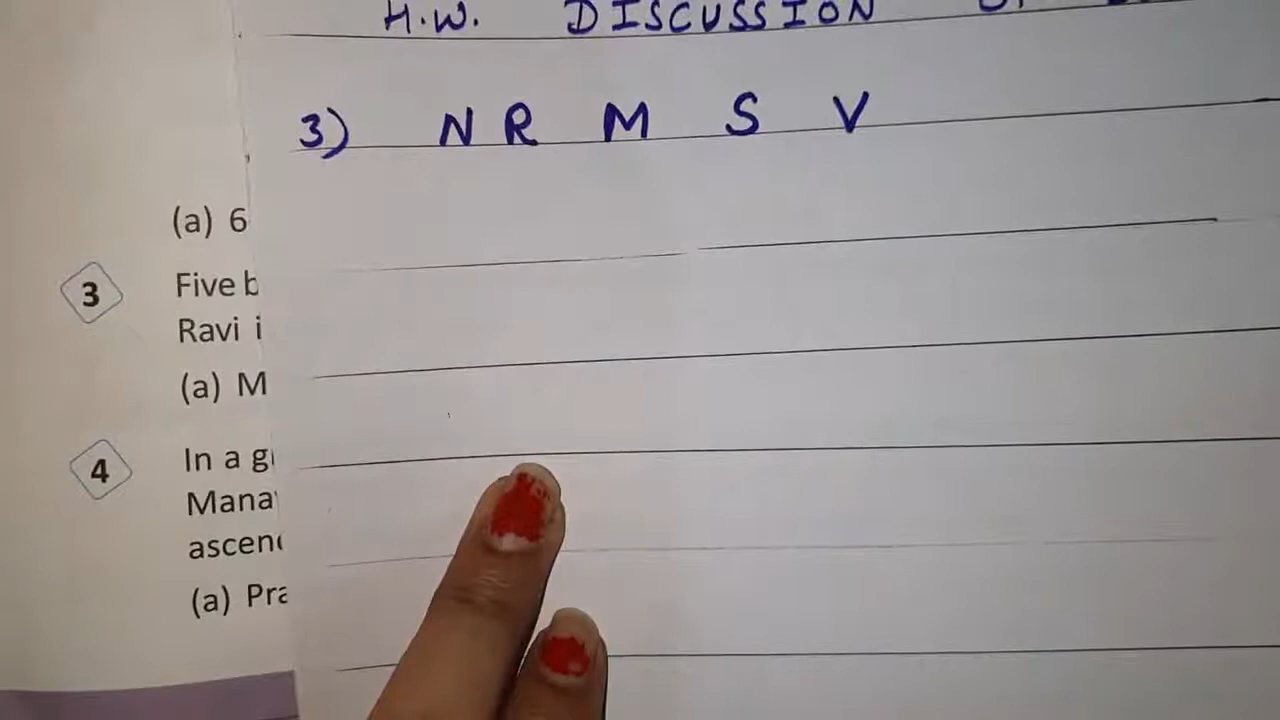 H.W. DISCUSSION
3) N R M S V
(a) 6
3 Five b
Ravi i
(a) M
4 In a g
Mana
ascen
(a) Pra